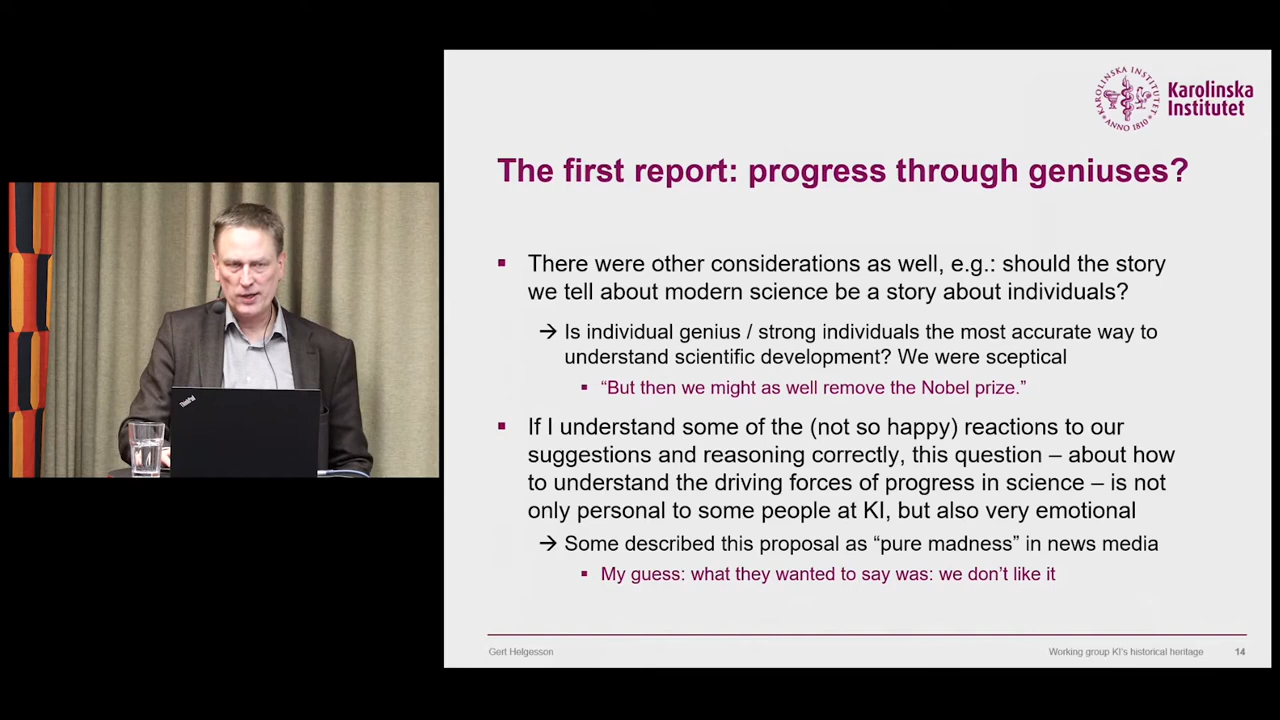 KAROLINSKA INSTITUTET
ANNO 1810
Karolinska
Institutet
The first report: progress through geniuses?
There were other considerations as well, e.g.: should the story
we tell about modern science be a story about individuals?
→ Is individual genius / strong individuals the most accurate way to
understand scientific development? We were sceptical
“But then we might as well remove the Nobel prize.”
If I understand some of the (not so happy) reactions to our
suggestions and reasoning correctly, this question – about how
to understand the driving forces of progress in science – is not
only personal to some people at KI, but also very emotional
→ Some described this proposal as “pure madness” in news media
My guess: what they wanted to say was: we don’t like it
Gert Helgesson
Working group KI’s historical heritage
14
ThinkPad